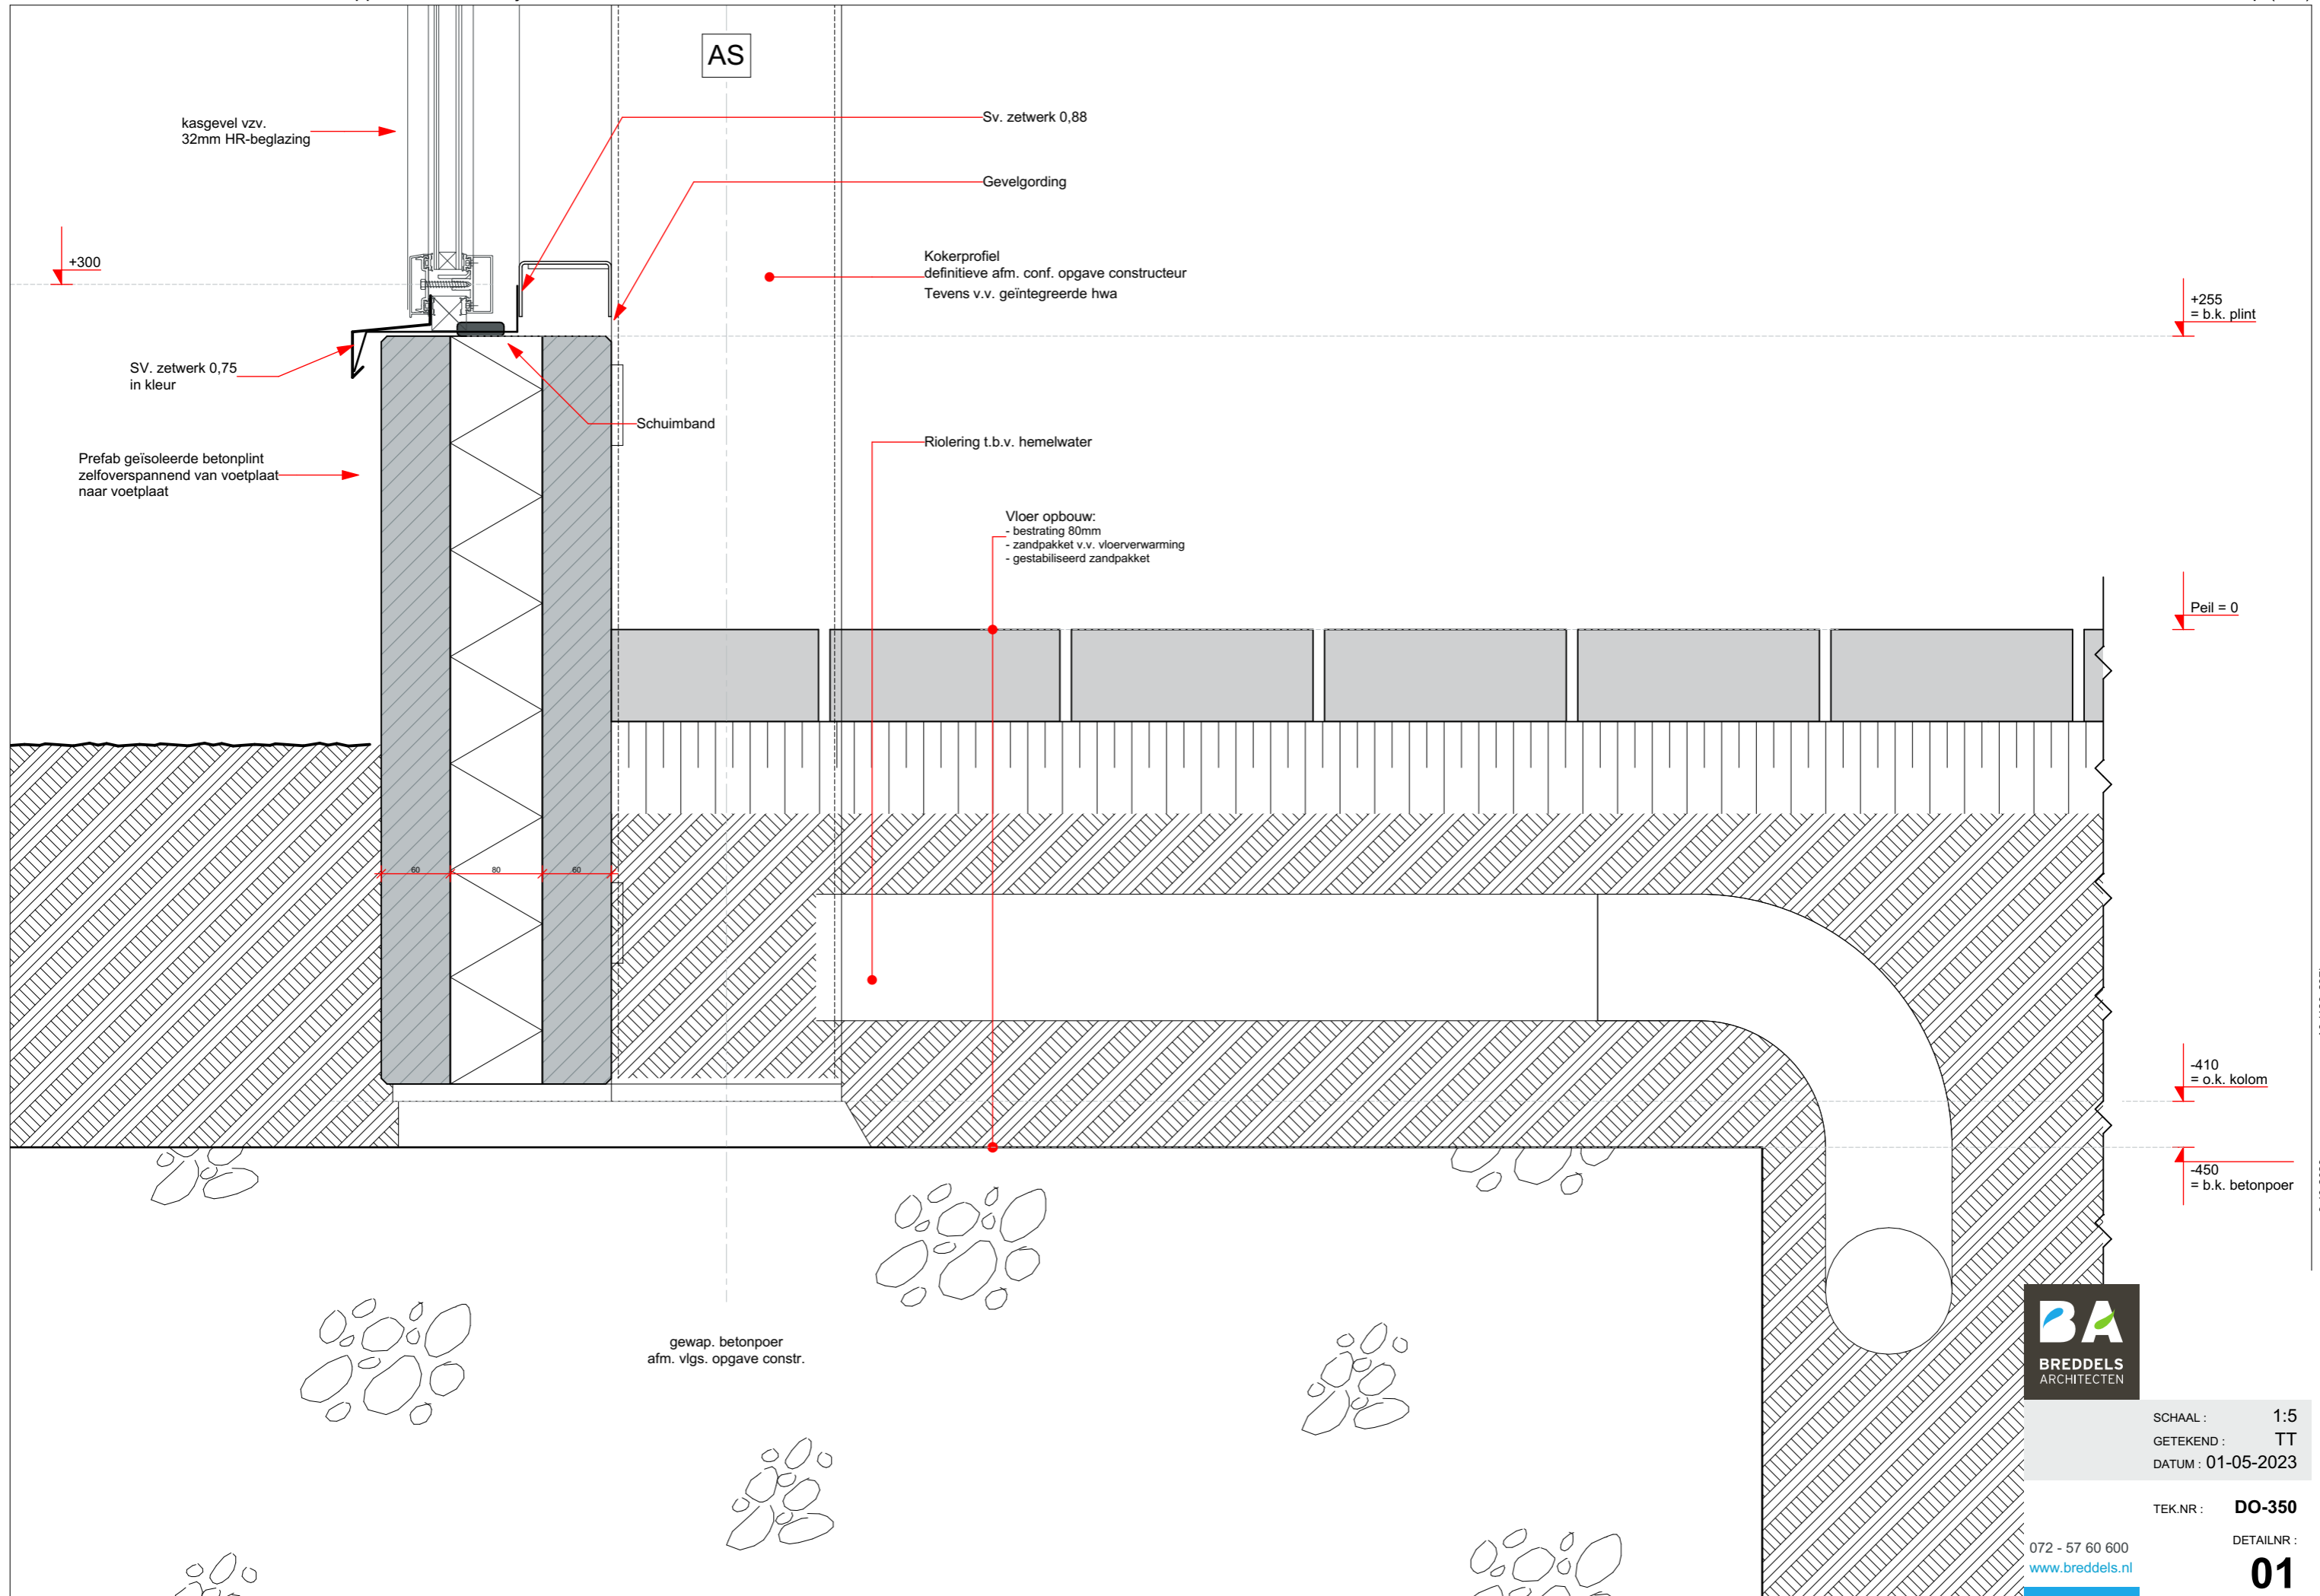 AS
kasgevel vzv.
32mm HR-beglazing
Sv. zetwerk 0,88
Gevelgording
+300
Kokerprofiel
definitieve afm. conf. opgave constructeur
Tevens v.v. geïntegreerde hwa
+255
= b.k. plint
SV. zetwerk 0,75
in kleur
Schuimband
Riolering t.b.v. hemelwater
Prefab geïsoleerde betonplint
zelfoverspannend van voetplaat
naar voetplaat
Vloer opbouw:
- bestrating 80mm
- zandpakket v.v. vloerverwarming
- gestabiliseerd zandpakket
Peil = 0
60 80 60
-410
= o.k. kolom
-450
= b.k. betonpoer
gewap. betonpoer
afm. vlgs. opgave constr.
BA
BREDDELS
ARCHITECTEN
SCHAAL : 1:5
GETEKEND : TT
DATUM : 01-05-2023
TEK.NR : DO-350
DETAILNR :
01
072 - 57 60 600
www.breddels.nl